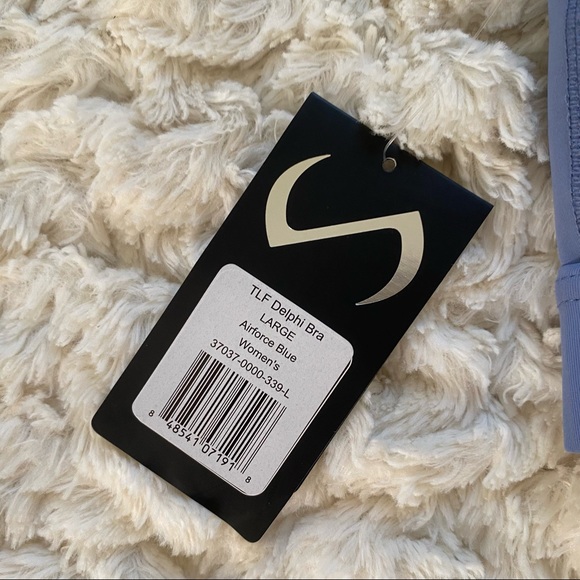 TLF Delphi Bra
LARGE
Airforce Blue
Women's
37037-0000-339-L
8 48541 07191 8